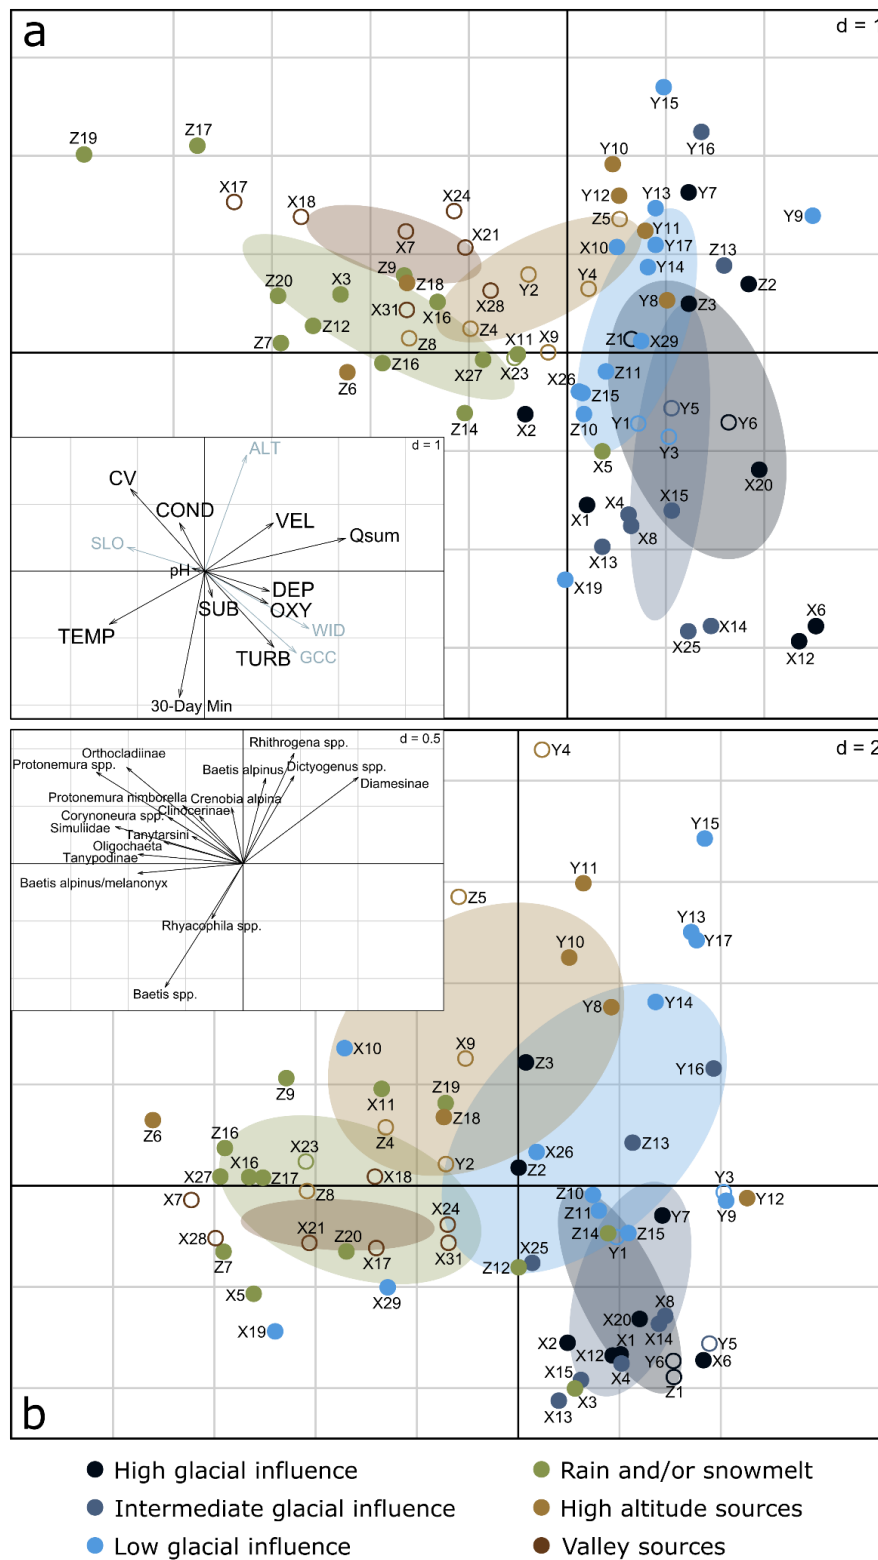 a
d = 1
Y15
Y16
Z17
Z19
Y10
X17
Y12
Y13
Y7
X18
X24
Z5
Y9
Y11
X7
X21
X10
Y17
Z13
Z9
Y14
Z20
X3
Z18
Y2
Y4
Z2
X16
X28
Y8
Z3
X31
Z12
Z4
Z7
Z8
X11
X9
Z1
X29
Z16
X27
X23
Z6
X26
Z11
Z15
Z14
X2
Z10
Y1
Y5
Y6
Y3
X5
X20
X15
X1
X4
X8
X13
X19
X6
X25
X14
X12
d = 1
ALT
CV
COND
VEL
Qsum
SLO
pH
DEP
SUB
OXY
TEMP
WID
TURB
GCC
30-Day Min
d = 0.5
Rhithrogena spp.
Orthocladiinae
Protonemura spp.
Baetis alpinus
Dictyogenus spp.
Diamesinae
Protonemura nimborella
Crenobia alpina
Clinocerinae
Corynoneura spp.
Simuliidae
Tanytarsini
Oligochaeta
Tanypodinae
Baetis alpinus/melanonyx
Rhyacophila spp.
Baetis spp.
d = 2
Y4
Y15
Y11
Z5
Y13
Y17
Y10
Y8
Y14
X10
X9
Z3
Y16
Z9
X11
Z19
Z6
Z18
Z16
Z4
Z13
X23
X26
X27
X16
Z17
X18
Y2
Z2
Z8
X7
Z10
Y3
Y12
Y9
X24
Z11
Y7
X28
X21
Z20
Z14
Z15
Y1
Z7
X17
X31
Z12
X25
X5
X29
X19
X8
X20
X14
X2
X1
Y5
X12
Y6
X6
X15
X4
Z1
X3
X13
b
High glacial influence
Rain and/or snowmelt
Intermediate glacial influence
High altitude sources
Low glacial influence
Valley sources